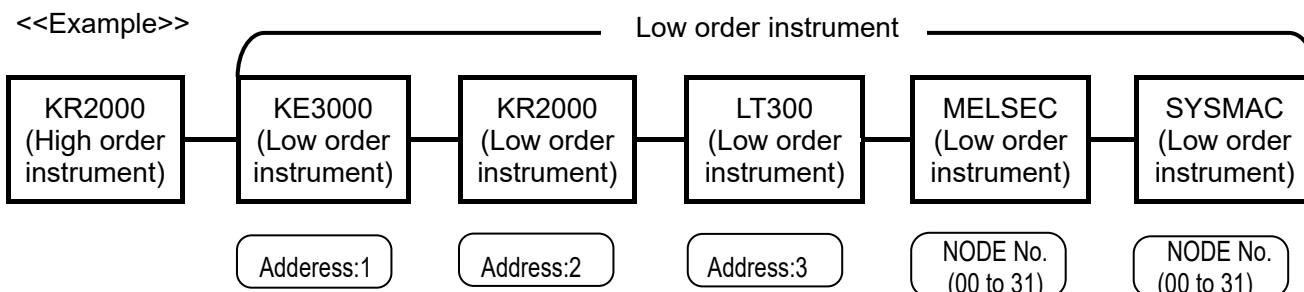 <<Example>>
Low order instrument
KR2000
(High order
instrument)
KE3000
(Low order
instrument)
KR2000
(Low order
instrument)
LT300
(Low order
instrument)
MELSEC
(Low order
instrument)
SYSMAC
(Low order
instrument)
Adderess:1
Address:2
Address:3
NODE No.
(00 to 31)
NODE No.
(00 to 31)